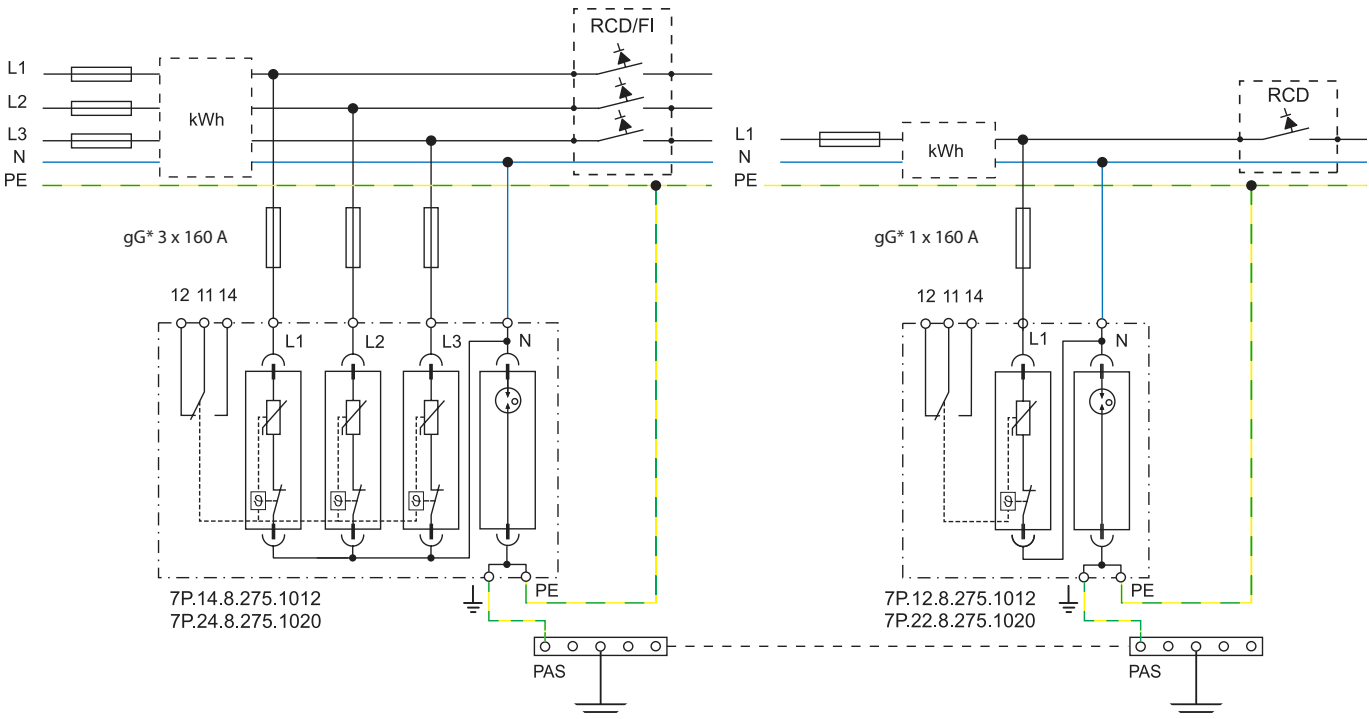 RCD/FI
L1
L2
L3
N
PE
kWh
gG* 3 x 160 A
12 11 14
L1
L2
L3
N
ϑ
ϑ
ϑ
PE
7P.14.8.275.1012
7P.24.8.275.1020
PAS
RCD
L1
N
PE
kWh
gG* 1 x 160 A
12 11 14
L1
N
ϑ
PE
7P.12.8.275.1012
7P.22.8.275.1020
PAS